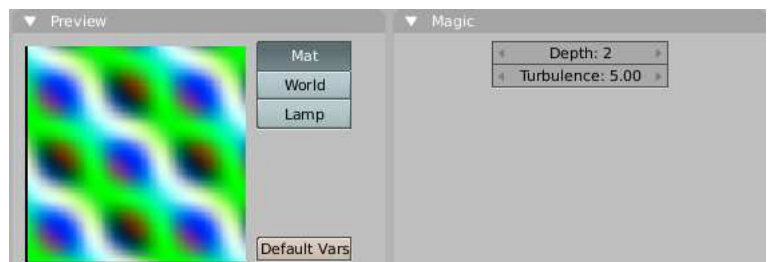 Preview
Mat
World
Lamp
Default Vars
Magic
Depth: 2
Turbulence: 5.00